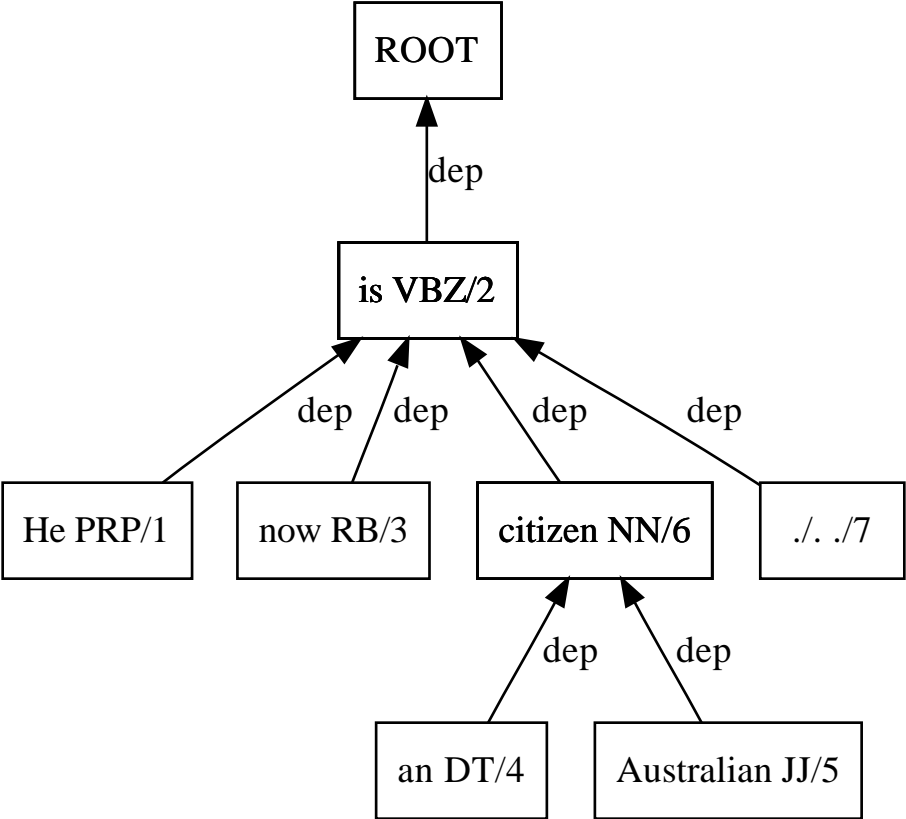 ROOT
dep
is VBZ/2
dep dep dep dep
He PRP/1 now RB/3 citizen NN/6 ./. ./7
dep dep
an DT/4 Australian JJ/5